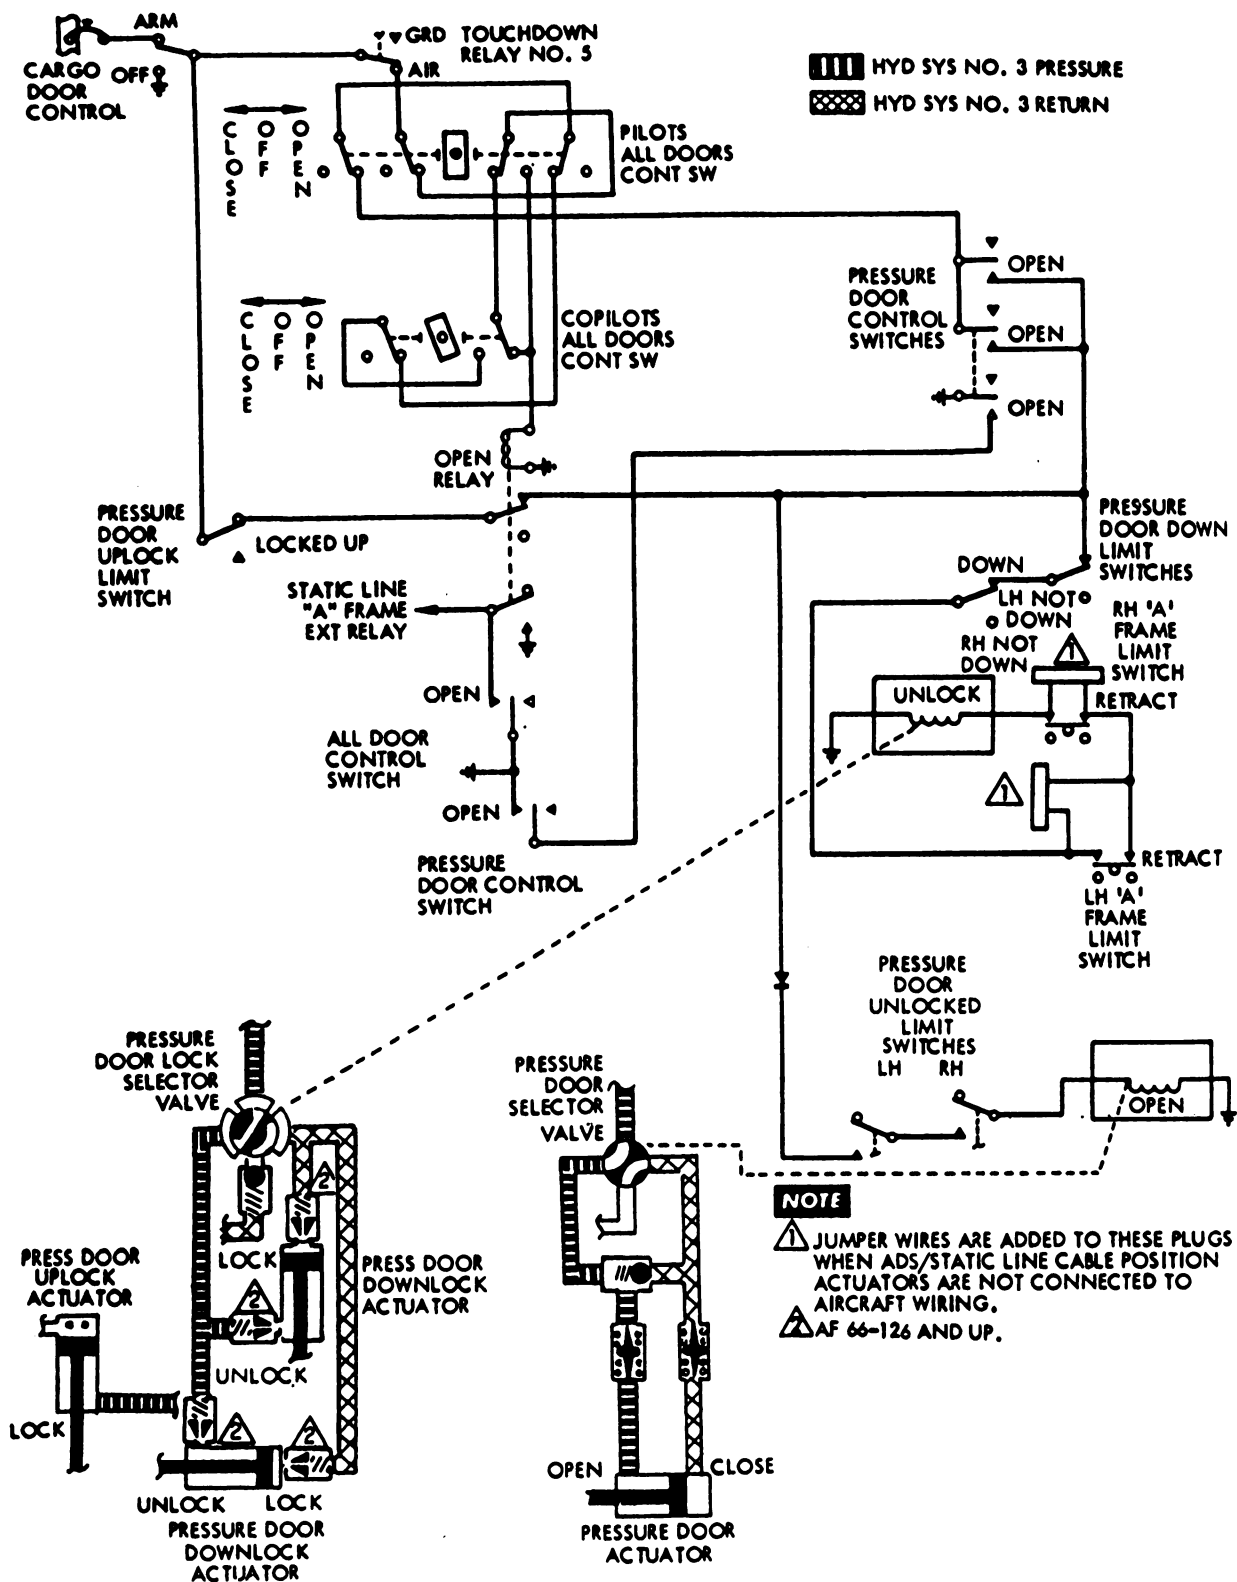 ARM
GRD
TOUCHDOWN
RELAY NO. 5
AIR
CARGO
DOOR
CONTROL
OFF
HYD SYS NO. 3 PRESSURE
HYD SYS NO. 3 RETURN
CLOSE
OFF
OPEN
PILOTS
ALL DOORS
CONT SW
CLOSE
OFF
OPEN
COPILOTS
ALL DOORS
CONT SW
PRESSURE
DOOR
CONTROL
SWITCHES
OPEN
OPEN
OPEN
OPEN
RELAY
PRESSURE
DOOR
UPLOCK
LIMIT
SWITCH
LOCKED UP
STATIC LINE
"A" FRAME
EXT RELAY
PRESSURE
DOOR DOWN
LIMIT
SWITCHES
DOWN
LH NOT
DOWN
RH NOT
DOWN
RH 'A'
FRAME
LIMIT
SWITCH
1
RETRACT
UNLOCK
OPEN
ALL DOOR
CONTROL
SWITCH
OPEN
PRESSURE
DOOR CONTROL
SWITCH
1
RETRACT
LH 'A'
FRAME
LIMIT
SWITCH
PRESSURE
DOOR
UNLOCKED
LIMIT
SWITCHES
LH RH
OPEN
PRESSURE
DOOR LOCK
SELECTOR
VALVE
2
LOCK
PRESS DOOR
UPLOCK
ACTUATOR
LOCK
2
UNLOCK
PRESS DOOR
DOWNLOCK
ACTUATOR
2
2
UNLOCK LOCK
PRESSURE DOOR
DOWNLOCK
ACTUATOR
PRESSURE
DOOR
SELECTOR
VALVE
OPEN
CLOSE
PRESSURE DOOR
ACTUATOR
NOTE
1 JUMPER WIRES ARE ADDED TO THESE PLUGS
WHEN ADS/STATIC LINE CABLE POSITION
ACTUATORS ARE NOT CONNECTED TO
AIRCRAFT WIRING.
2 AF 66-126 AND UP.